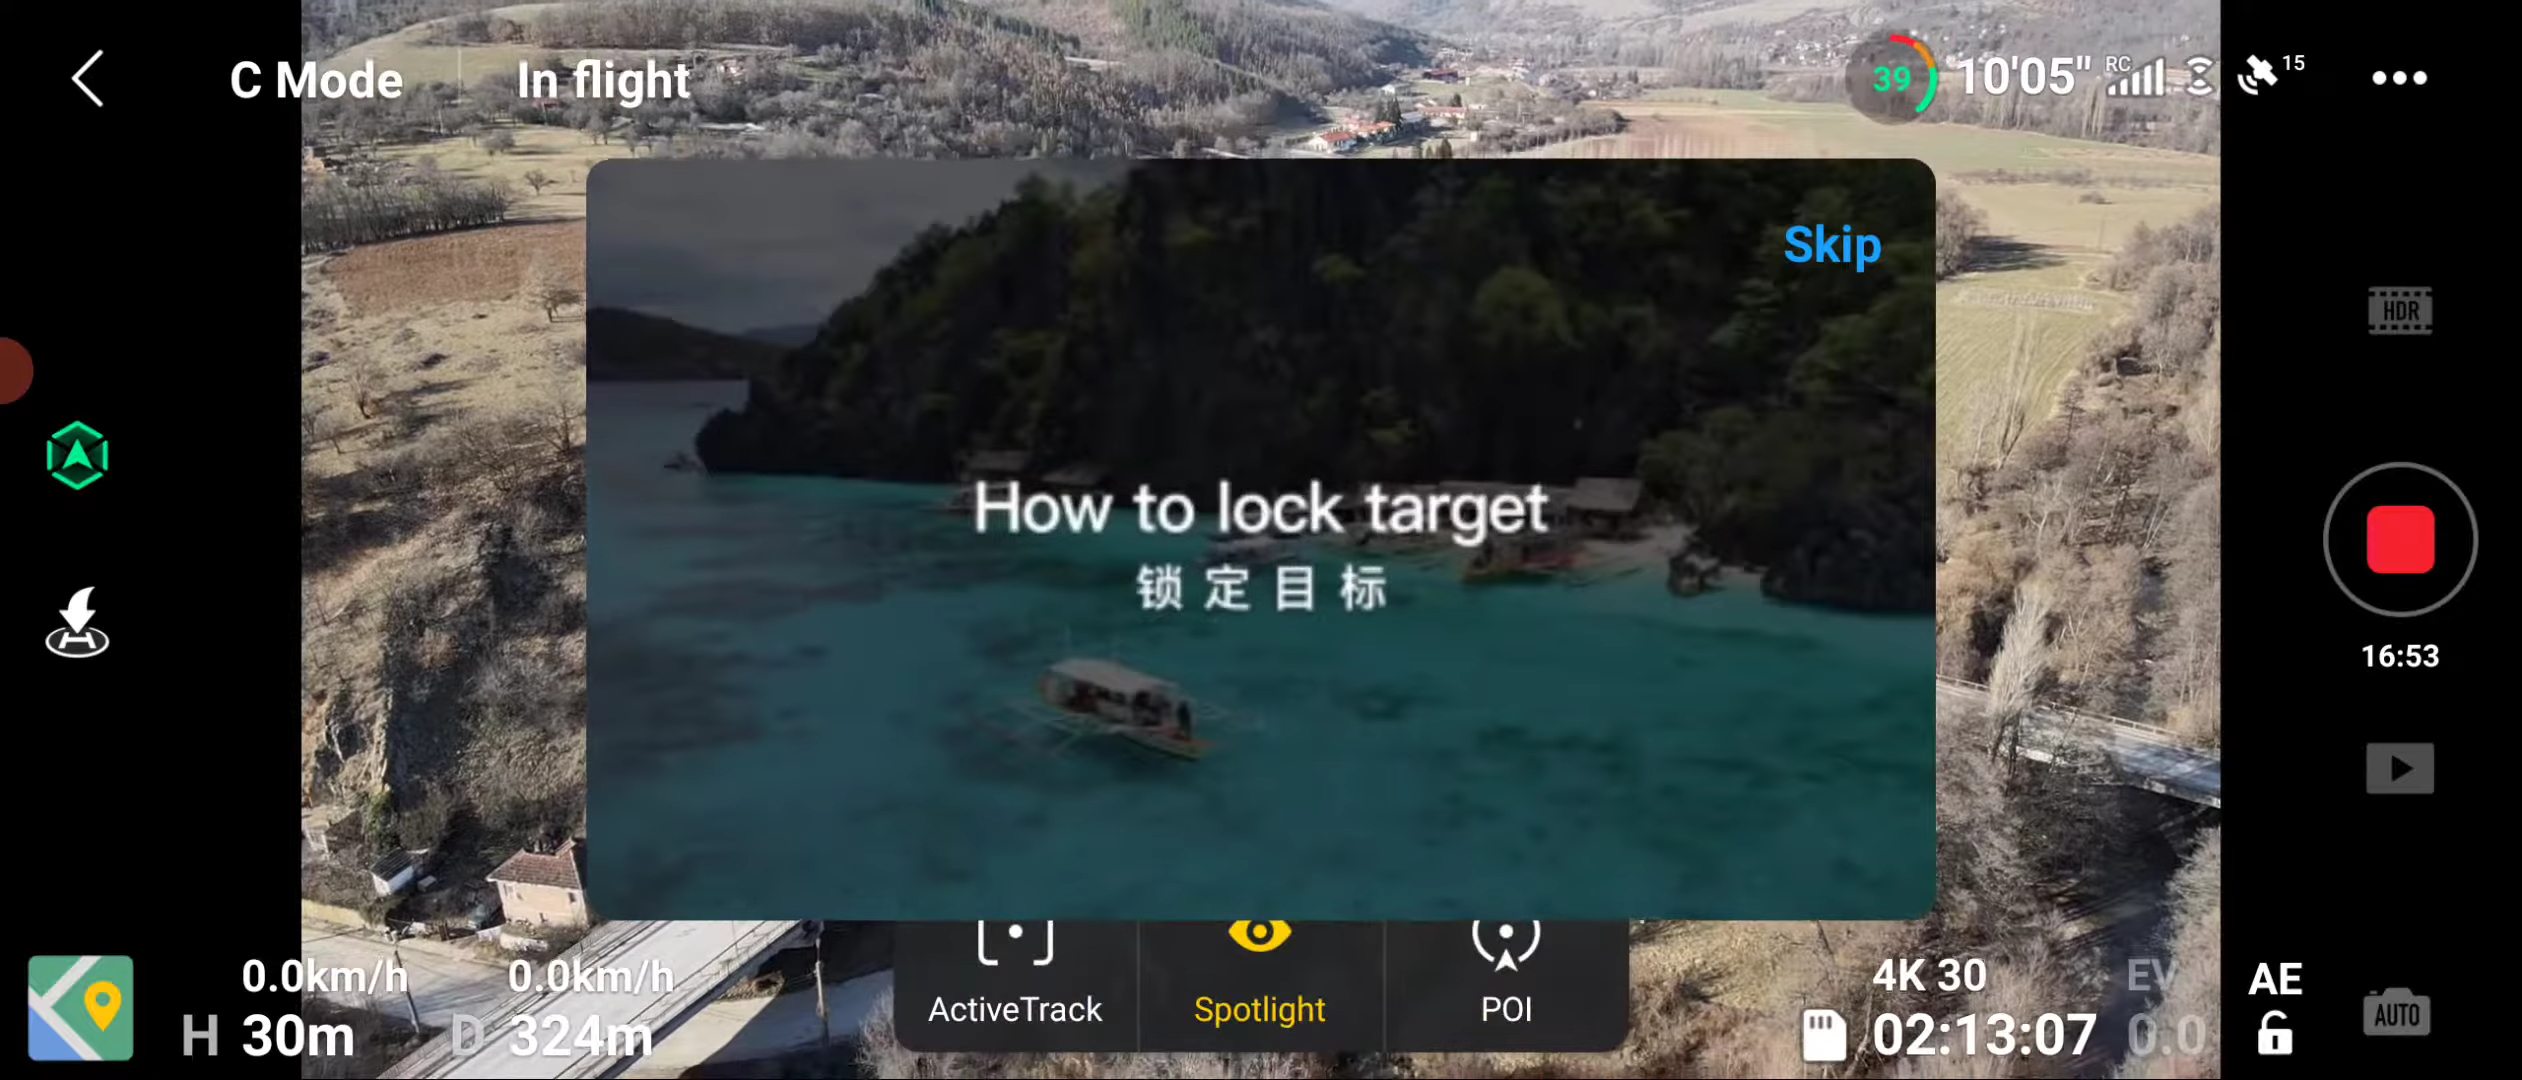 C Mode In flight 39 10'05" RC 15
Skip
HDR
How to lock target
锁定目标
16:53
ActiveTrack Spotlight POI
0.0km/h 0.0km/h
H 30m D 324m
4K 30 EV AE
02:13:07 0.0
AUTO